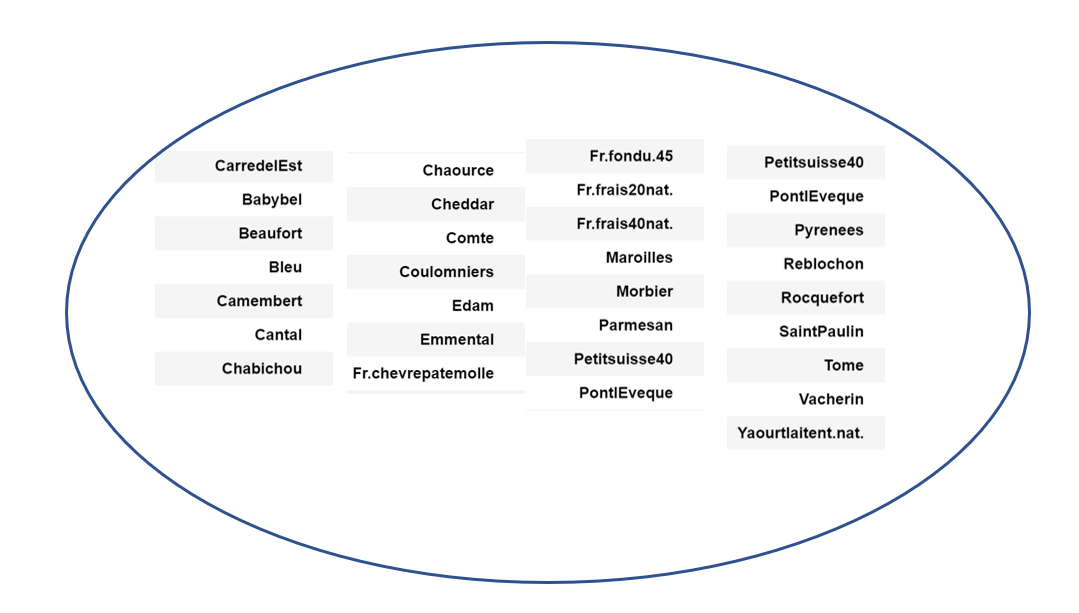 CarredelEst
Babybel
Beaufort
Bleu
Camembert
Cantal
Chabichou
Chaource
Cheddar
Comte
Coulomniers
Edam
Emmental
Fr.chevrepatemolle
Fr.fondu.45
Fr.frais20nat.
Fr.frais40nat.
Maroilles
Morbier
Parmesan
Petitsuisse40
PontlEveque
Petitsuisse40
PontlEveque
Pyrenees
Reblochon
Rocquefort
SaintPaulin
Tome
Vacherin
Yaourtlaitent.nat.